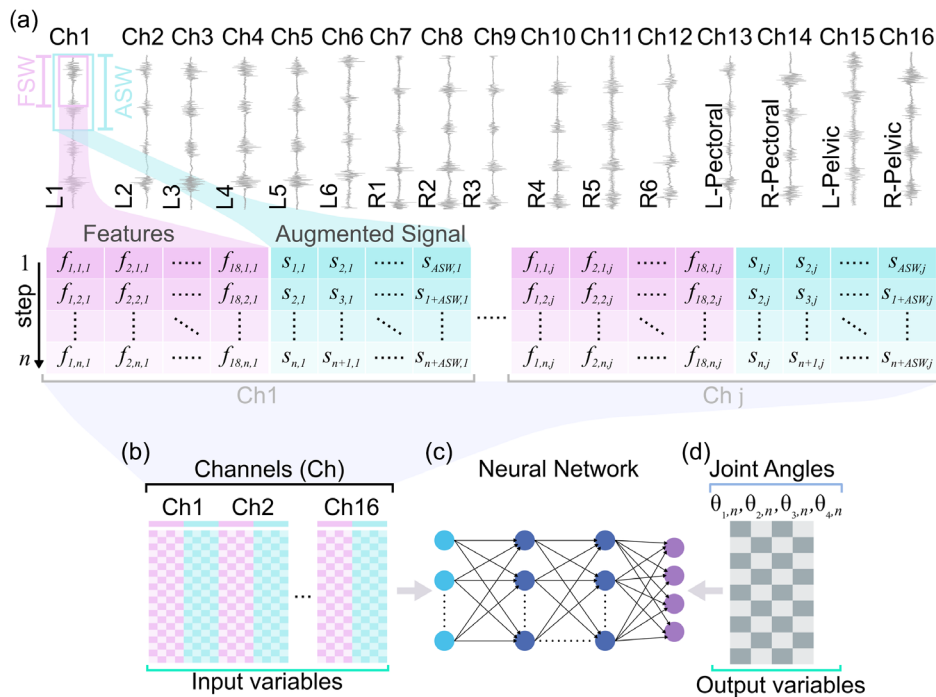 (a)
Ch1 Ch2 Ch3 Ch4 Ch5 Ch6 Ch7 Ch8 Ch9 Ch10 Ch11 Ch12 Ch13 Ch14 Ch15 Ch16
FSW ASW
L1 L2 L3 L4 L5 L6 R1 R2 R3 R4 R5 R6 L-Pectoral R-Pectoral L-Pelvic R-Pelvic
Features Augmented Signal
1 f1,1,1 f2,1,1 ····· f18,1,1 s1,1 s2,1 ····· sASW,1 f1,1,j f2,1,j ····· f18,1,j s1,j s2,j ····· sASW,j
step f1,2,1 f2,2,1 ····· f18,2,1 s2,1 s3,1 ····· s1+ASW,1 ····· f1,2,j f2,2,j ····· f18,2,j s2,j s3,j ····· s1+ASW,j
n f1,n,1 f2,n,1 ····· f18,n,1 sn,1 sn+1,1 ····· sn+ASW,1 f1,n,j f2,n,j ····· f18,n,j sn,j sn+1,j ····· sn+ASW,j
Ch1 Ch j
(b)
Channels (Ch)
Ch1 Ch2 Ch16
...
Input variables
(c)
Neural Network
(d)
Joint Angles
θ1,n, θ2,n, θ3,n, θ4,n
Output variables